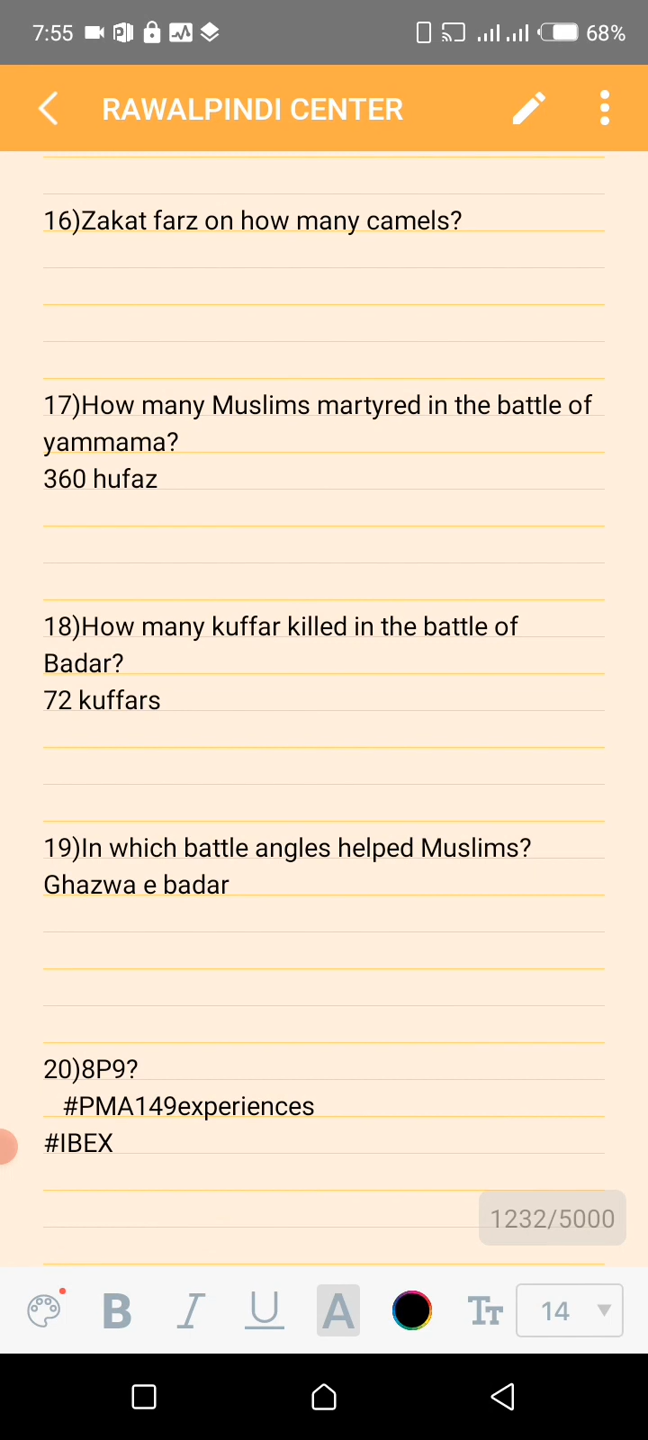 7:55
68%
RAWALPINDI CENTER
16)Zakat farz on how many camels?
17)How many Muslims martyred in the battle of
yammama?
360 hufaz
18)How many kuffar killed in the battle of
Badar?
72 kuffars
19)In which battle angles helped Muslims?
Ghazwa e badar
20)8P9?
#PMA149experiences
#IBEX
1232/5000
B I U A Tт 14